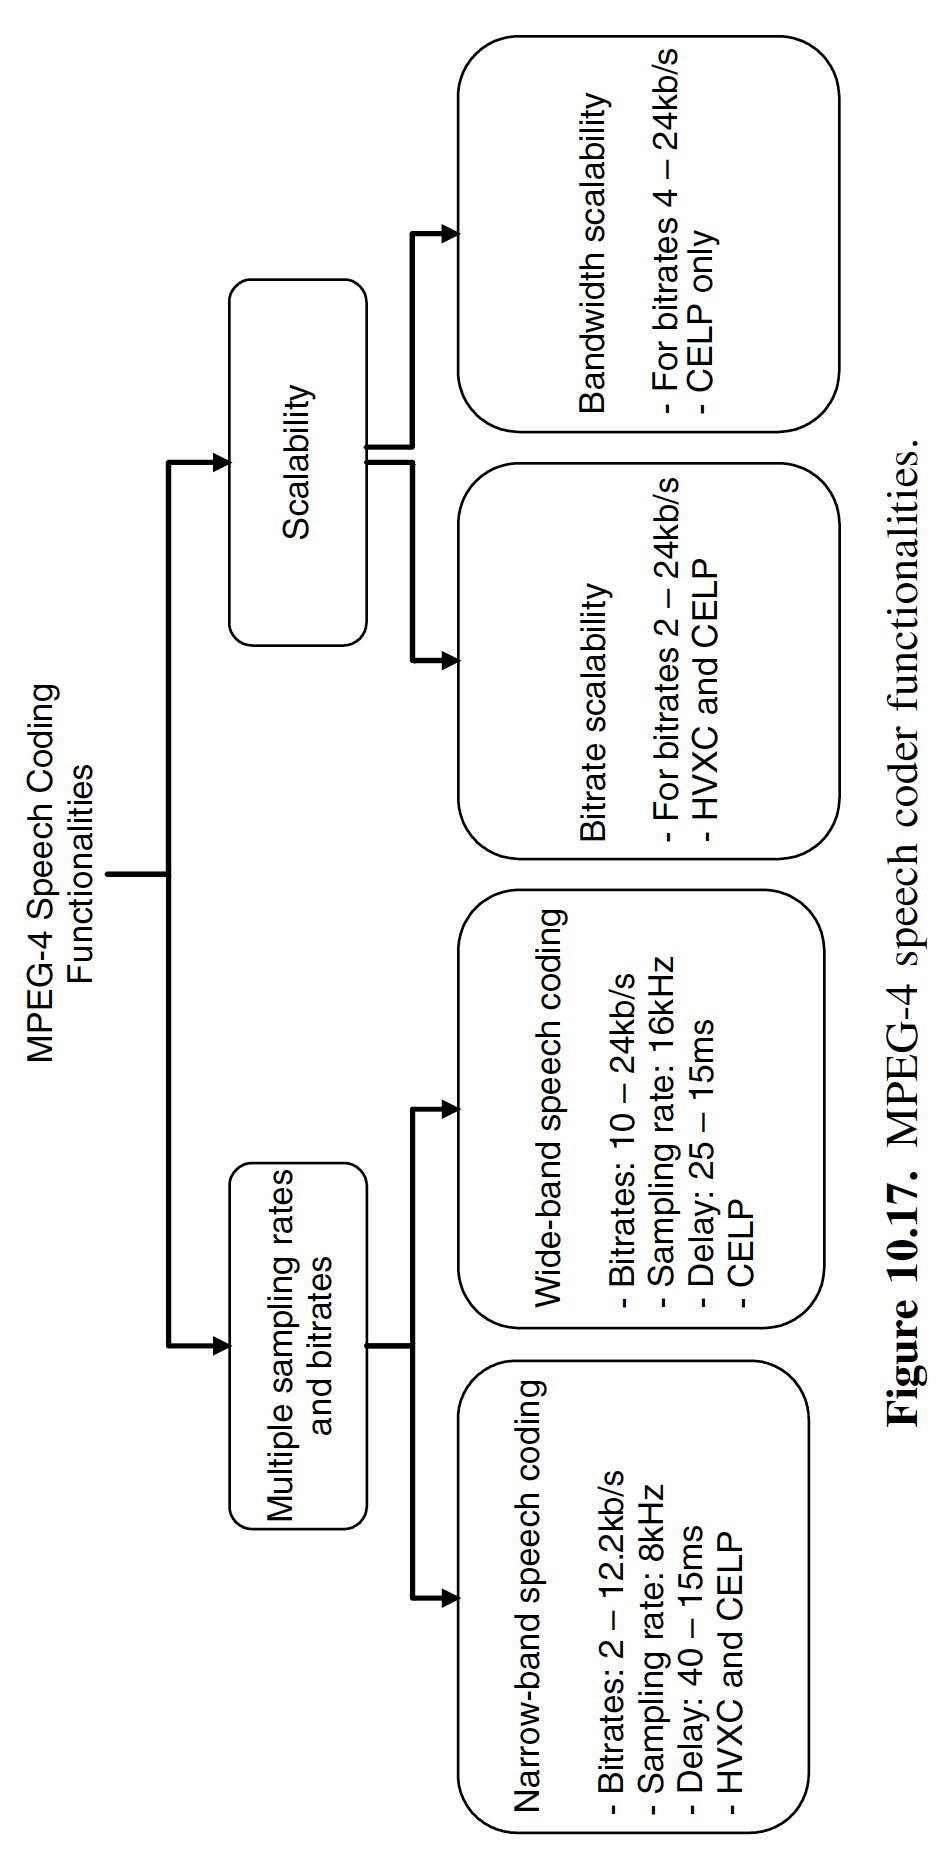 MPEG-4 Speech Coding
Functionalities
Multiple sampling rates
and bitrates
Scalability
Narrow-band speech coding
- Bitrates: 2 – 12.2kb/s
- Sampling rate: 8kHz
- Delay: 40 – 15ms
- HVXC and CELP
Wide-band speech coding
- Bitrates: 10 – 24kb/s
- Sampling rate: 16kHz
- Delay: 25 – 15ms
- CELP
Bitrate scalability
- For bitrates 2 – 24kb/s
- HVXC and CELP
Bandwidth scalability
- For bitrates 4 – 24kb/s
- CELP only
Figure 10.17. MPEG-4 speech coder functionalities.